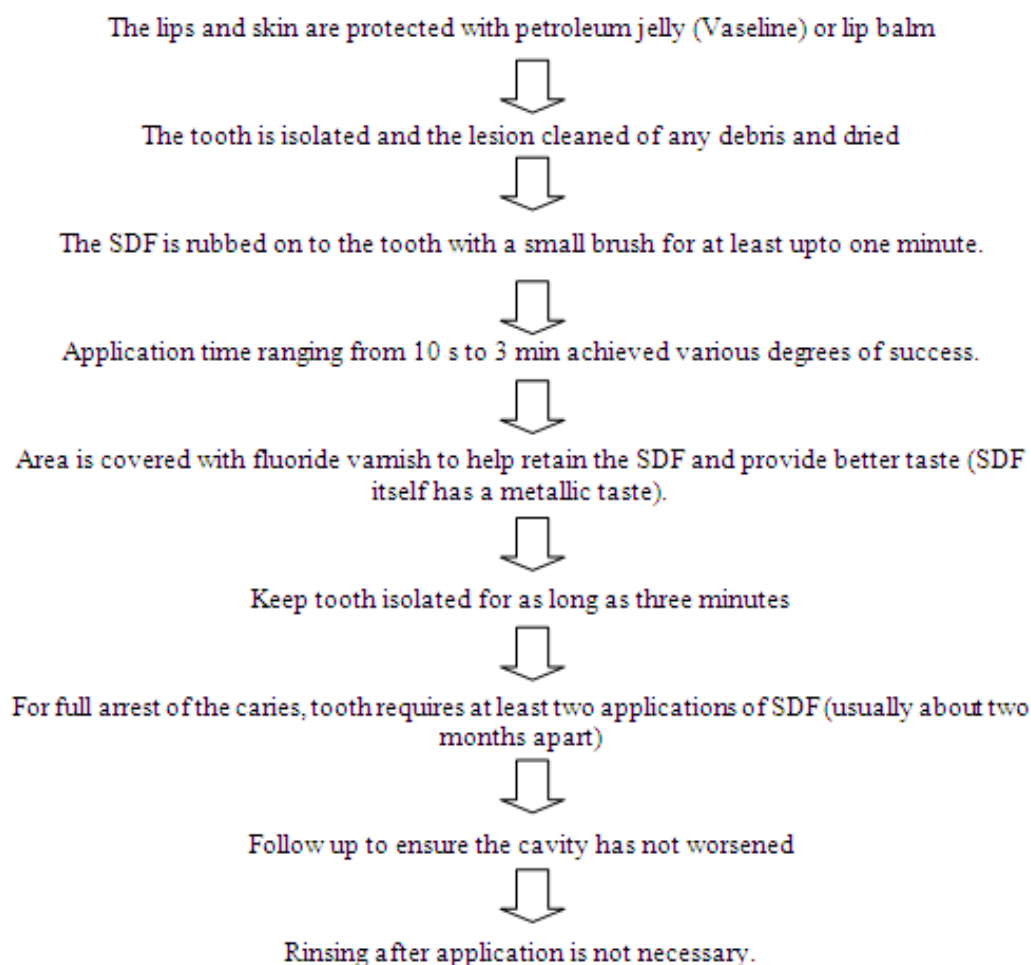 The lips and skin are protected with petroleum jelly (Vaseline) or lip balm
The tooth is isolated and the lesion cleaned of any debris and dried
The SDF is rubbed on to the tooth with a small brush for at least upto one minute.
Application time ranging from 10 s to 3 min achieved various degrees of success.
Area is covered with fluoride varnish to help retain the SDF and provide better taste (SDF
itself has a metallic taste).
Keep tooth isolated for as long as three minutes
For full arrest of the caries, tooth requires at least two applications of SDF (usually about two
months apart)
Follow up to ensure the cavity has not worsened
Rinsing after application is not necessary.